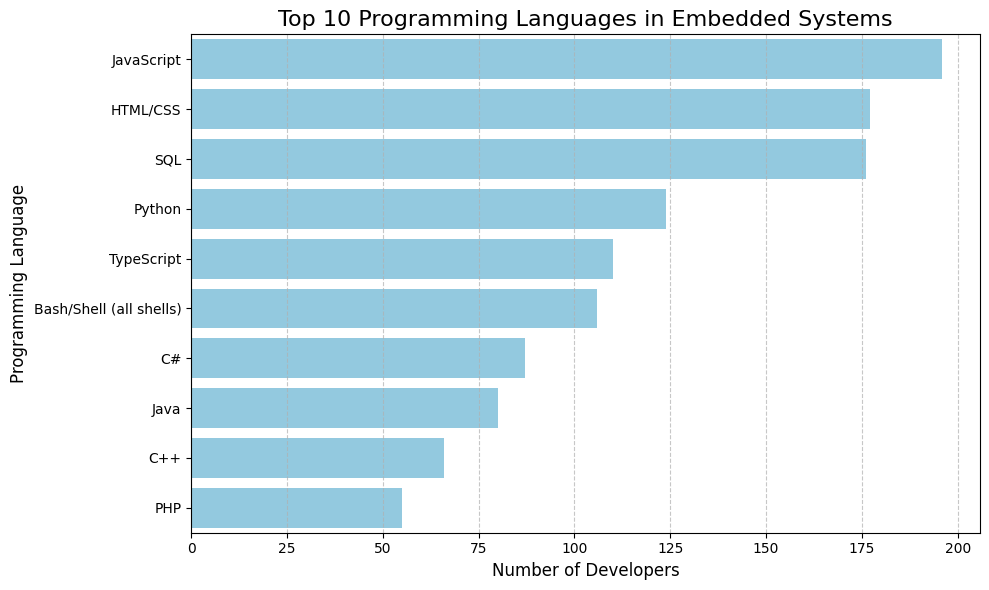 Top 10 Programming Languages in Embedded Systems
Programming Language
JavaScript
HTML/CSS
SQL
Python
TypeScript
Bash/Shell (all shells)
C#
Java
C++
PHP
0 25 50 75 100 125 150 175 200
Number of Developers